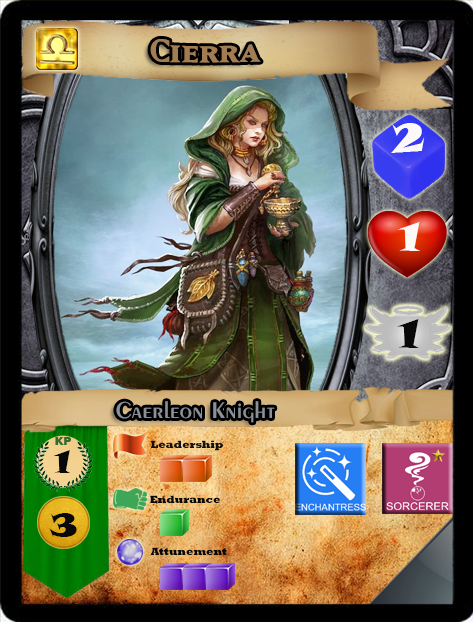 Cierra
2
1
1
Caerleon Knight
KP
1
3
Leadership
Endurance
Attunement
ENCHANTRESS
SORCERER